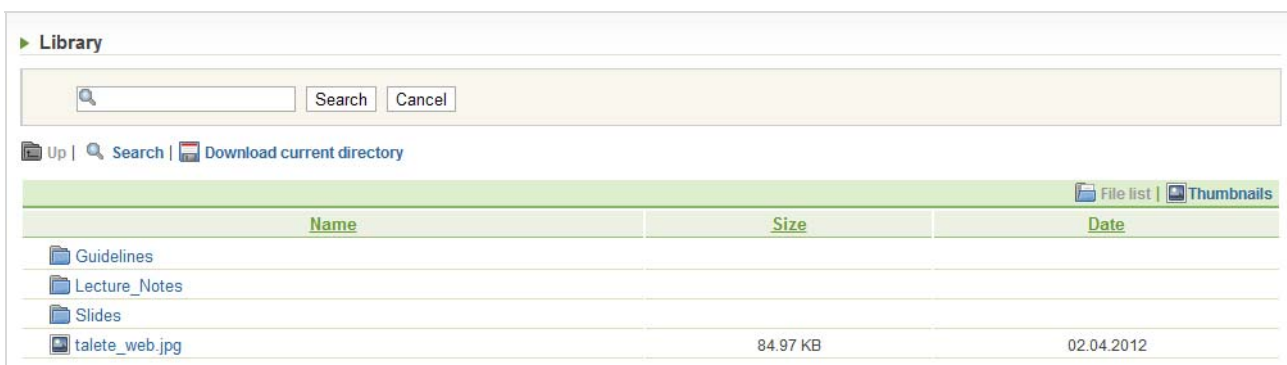 Library
Search Cancel
Up | Search | Download current directory
File list | Thumbnails
Name Size Date
Guidelines
Lecture_Notes
Slides
talete_web.jpg 84.97 KB 02.04.2012